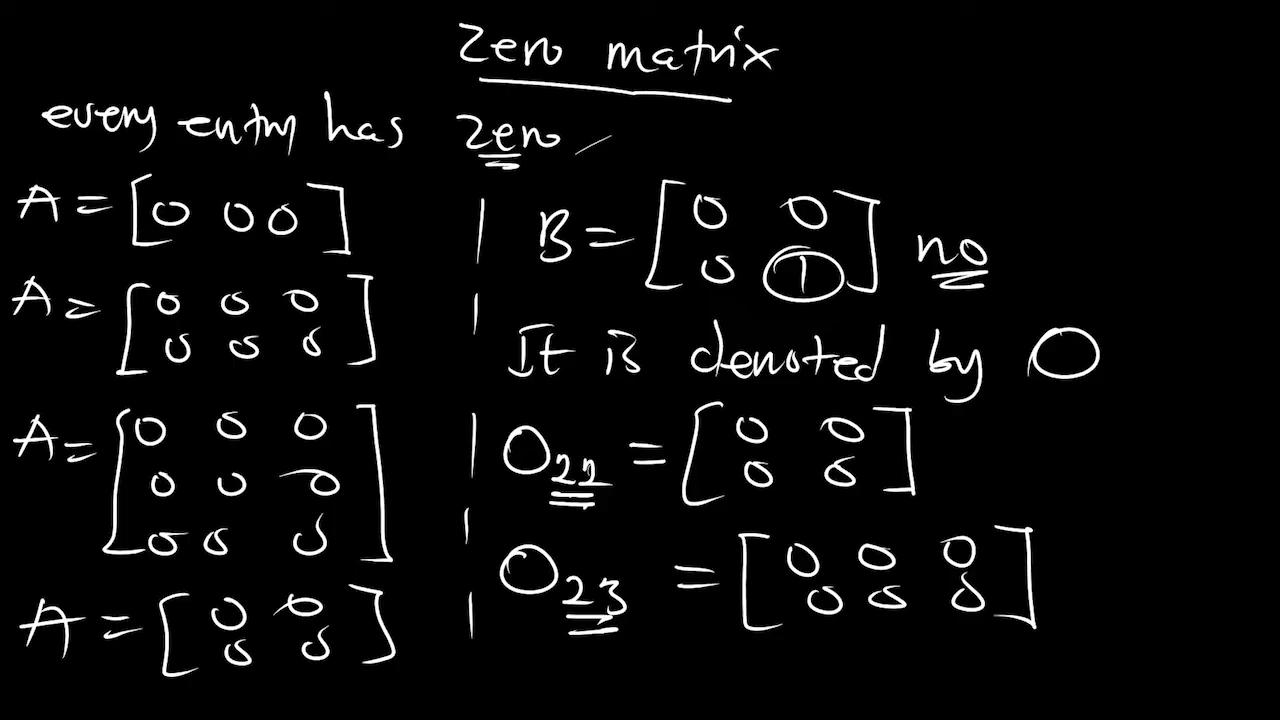 Zero matrix
every entry has zero
A = [0 0 0]
A = [0 0 0
0 0 0]
A = [0 0 0
0 0 0
0 0 0]
A = [0 0
0 0]
B = [0 0
0 1] no
It is denoted by O
O22 = [0 0
0 0]
O23 = [0 0 0
0 0 0]